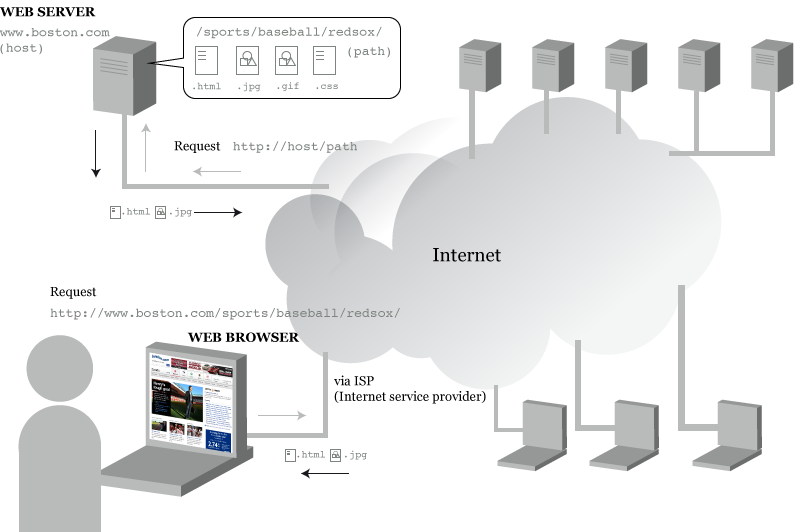 WEB SERVER
www.boston.com
(host)
/sports/baseball/redsox/
(path)
.html .jpg .gif .css
Request http://host/path
.html .jpg
Internet
Request
http://www.boston.com/sports/baseball/redsox/
WEB BROWSER
via ISP
(Internet service provider)
.html .jpg